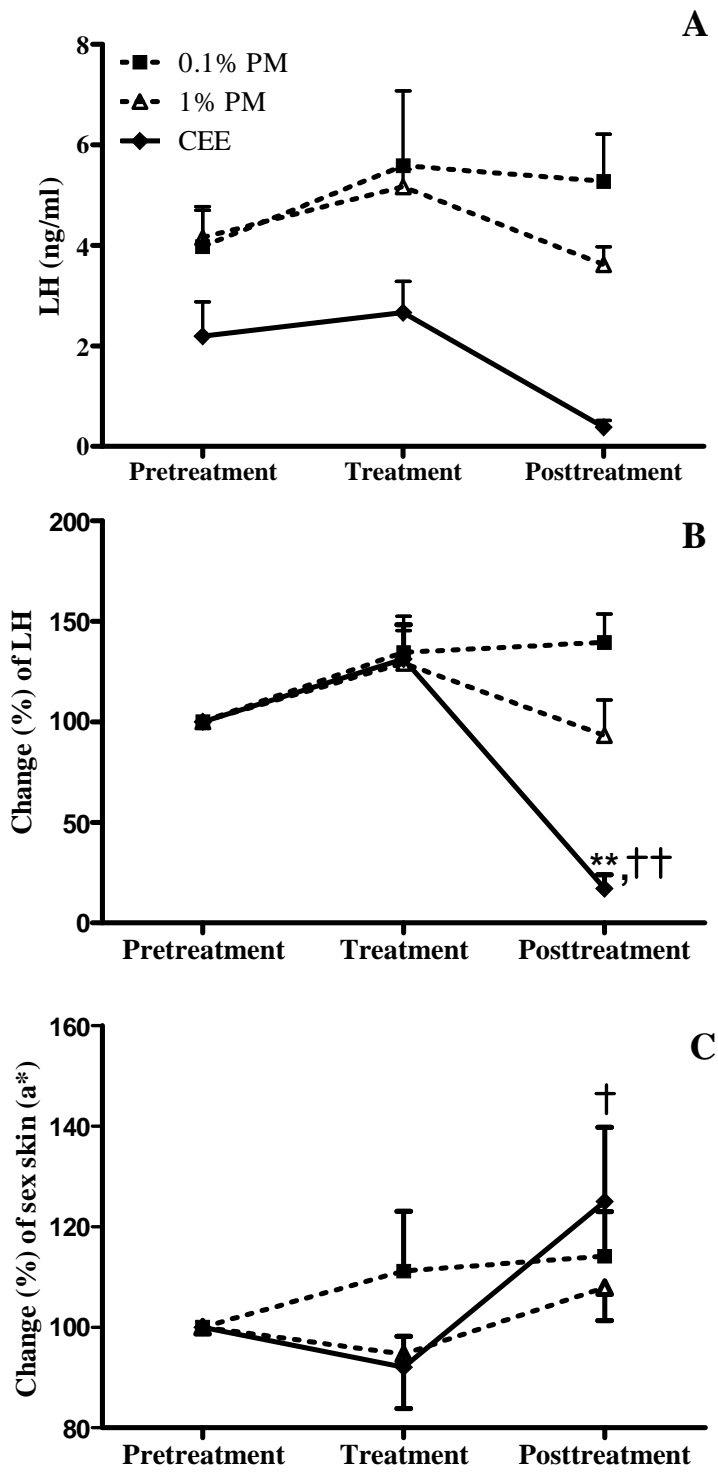 A
8
0.1% PM
1% PM
6
CEE
4
LH (ng/ml)
2
0
Pretreatment Treatment Posttreatment
B
200
150
100
Change (%) of LH
50
**,††
0
Pretreatment Treatment Posttreatment
C
160
†
140
120
Change (%) of sex skin (a*)
100
80
Pretreatment Treatment Posttreatment